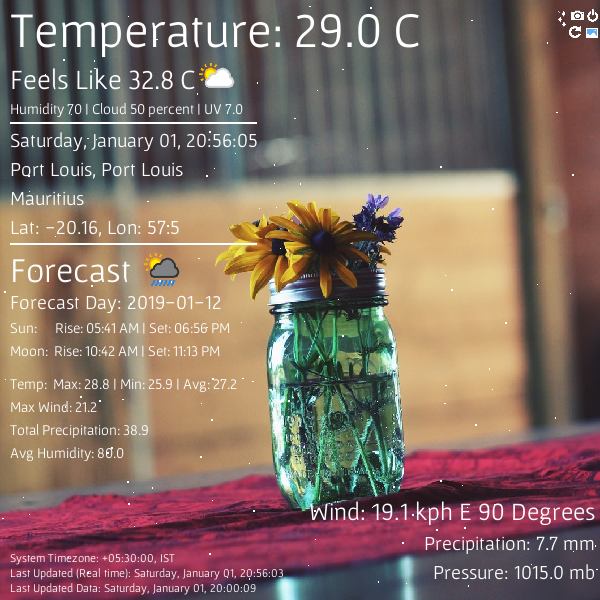 Temperature: 29.0 C
Feels Like 32.8 C
Humidity 70 | Cloud 50 percent | UV 7.0
Saturday, January 01, 20:56:05
Port Louis, Port Louis
Mauritius
Lat: -20.16, Lon: 57:5
Forecast
Forecast Day: 2019-01-12
Sun: Rise: 05:41 AM | Set: 06:56 PM
Moon: Rise: 10:42 AM | Set: 11:13 PM
Temp: Max: 28.8 | Min: 25.9 | Avg: 27.2
Max Wind: 21.2
Total Precipitation: 38.9
Avg Humidity: 80.0
Wind: 19.1 kph E 90 Degrees
Precipitation: 7.7 mm
Pressure: 1015.0 mb
System Timezone: +05:30:00, IST
Last Updated (Real time): Saturday, January 01, 20:56:03
Last Updated Data: Saturday, January 01, 20:00:09